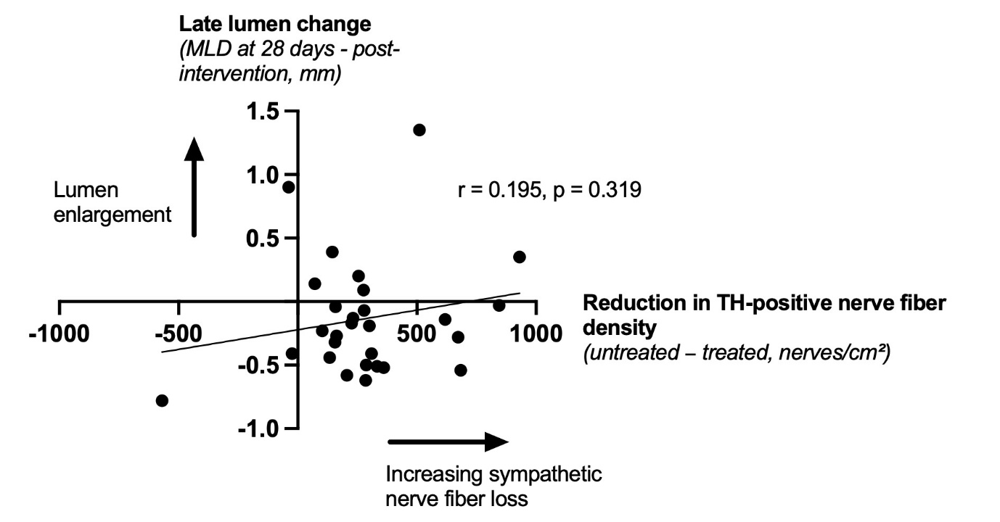 Late lumen change
(MLD at 28 days - post-
intervention, mm)
1.5
1.0
0.5
-0.5
-1.0
Lumen
enlargement
r = 0.195, p = 0.319
-1000
-500
500
1000
Reduction in TH-positive nerve fiber
density
(untreated – treated, nerves/cm²)
Increasing sympathetic
nerve fiber loss